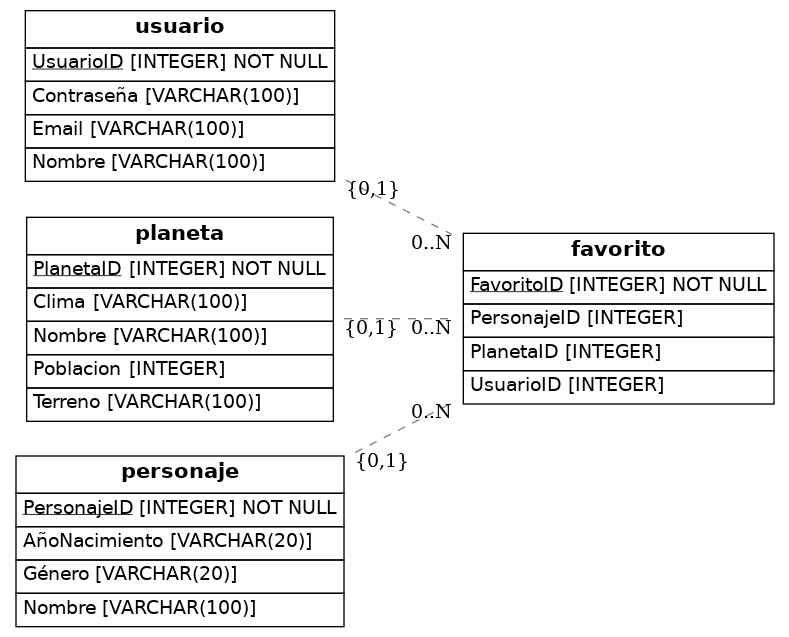 usuario
UsuarioID [INTEGER] NOT NULL
Contraseña [VARCHAR(100)]
Email [VARCHAR(100)]
Nombre [VARCHAR(100)]
{0,1}
0..N
planeta
PlanetaID [INTEGER] NOT NULL
Clima [VARCHAR(100)]
Nombre [VARCHAR(100)]
Poblacion [INTEGER]
Terreno [VARCHAR(100)]
{0,1}
0..N
favorito
FavoritoID [INTEGER] NOT NULL
PersonajeID [INTEGER]
PlanetaID [INTEGER]
UsuarioID [INTEGER]
0..N
{0,1}
personaje
PersonajeID [INTEGER] NOT NULL
AñoNacimiento [VARCHAR(20)]
Género [VARCHAR(20)]
Nombre [VARCHAR(100)]